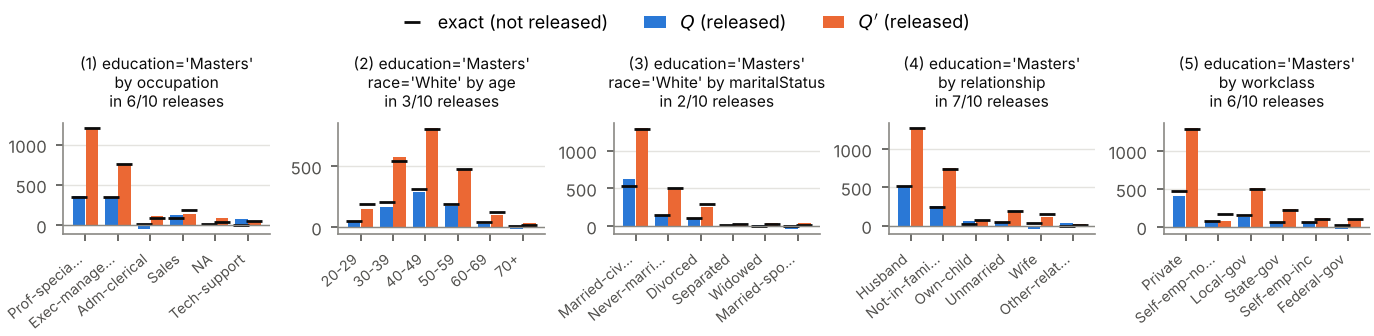 exact (not released) Q (released) Q′ (released)
(1) education='Masters'
by occupation
in 6/10 releases
1000
500
0
Prof-specia...
Exec-manage...
Adm-clerical
Sales
NA
Tech-support
(2) education='Masters'
race='White' by age
in 3/10 releases
500
0
20–29
30–39
40–49
50–59
60–69
70+
(3) education='Masters'
race='White' by maritalStatus
in 2/10 releases
1000
500
0
Married-civ...
Never-marri...
Divorced
Separated
Widowed
Married-spo...
(4) education='Masters'
by relationship
in 7/10 releases
1000
500
0
Husband
Not-in-fami...
Own-child
Unmarried
Wife
Other-relat...
(5) education='Masters'
by workclass
in 6/10 releases
1000
500
0
Private
Self-emp-no...
Local-gov
State-gov
Self-emp-inc
Federal-gov